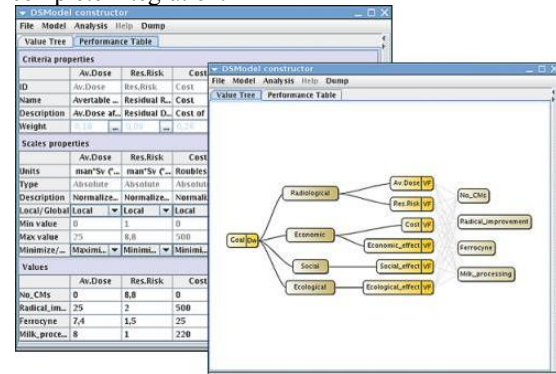 complete integration.
DSModel constructor
File Model Analysis Help Dump
Value Tree Performance Table
Criteria properties
Av.Dose Res.Risk Cost
ID Av.Dose Res.Risk Cost
Name Avertable ... Residual R... Cost
Description Av.Dose af... Residual D... Cost of
Weight ... ...
Scales properties
Av.Dose Res.Risk Cost
Units man*Sv ("... man*Sv ("... Roubles
Type Absolute Absolute Absolut
Description Normalize... Normalize... Normaliz
Local/Global Local Local Local
Min value 0 1 0
Max value 25 8,8 500
Minimize/... Maximi... Minimi... Minimi
Values
Av.Dose Res.Risk Cost
No_CMs 0 8,8 0
Radical_im... 25 2 500
Ferrocyne 7,4 1,5 25
Milk_proce... 8 1 220
DSModel constructor
File Model Analysis Help Dump
Value Tree Performance Table
Goal
Radiological
Economic
Social
Ecological
Av.Dose VF
Res.Risk VF
Cost VF
Economic_effect VF
Social_effect VF
Ecological_effect VF
No_CMs
Radical_improvement
Ferrocyne
Milk_processing